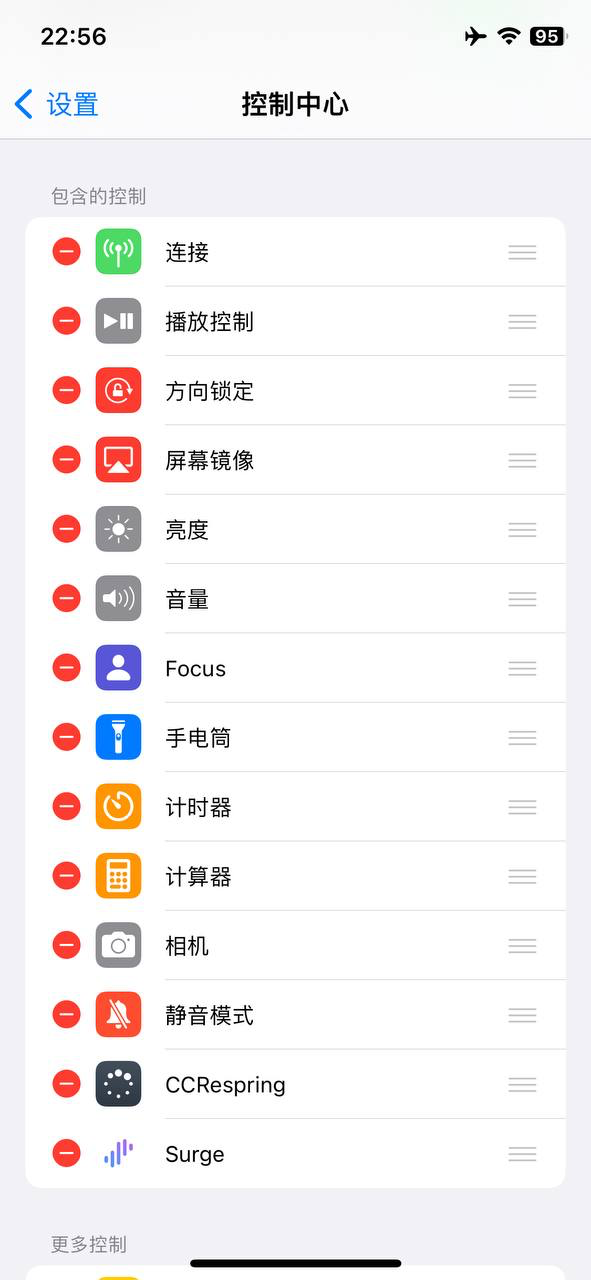 22:56
95
设置
控制中心
包含的控制
连接
播放控制
方向锁定
屏幕镜像
亮度
音量
Focus
手电筒
计时器
计算器
相机
静音模式
CCRespring
Surge
更多控制